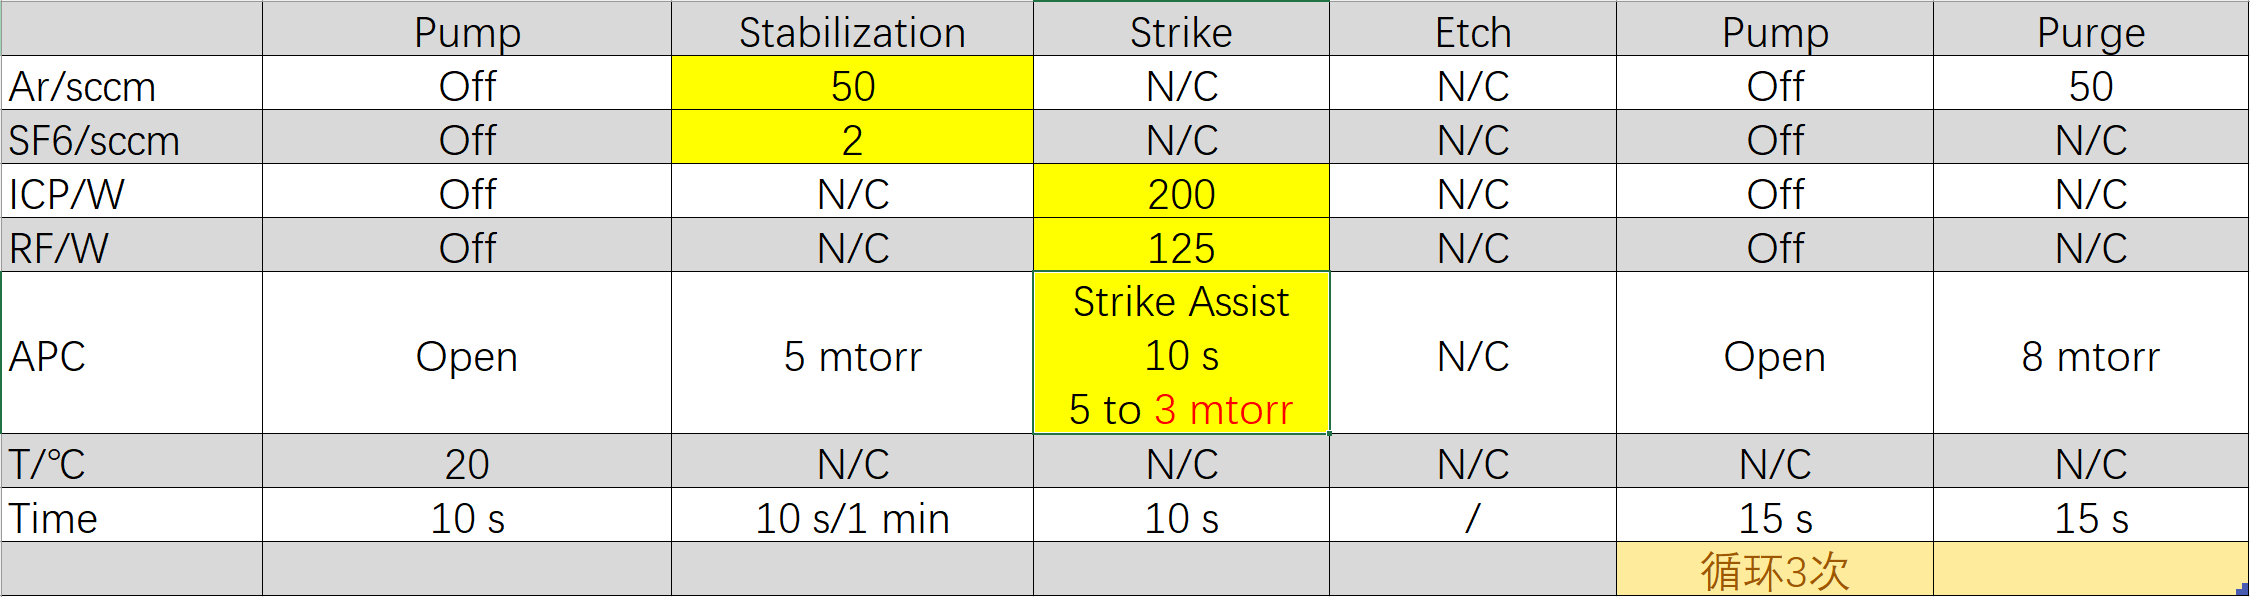 Pump Stabilization Strike Etch Pump Purge
Ar/sccm Off 50 N/C N/C Off 50
SF6/sccm Off 2 N/C N/C Off N/C
ICP/W Off N/C 200 N/C Off N/C
RF/W Off N/C 125 N/C Off N/C
APC Open 5 mtorr Strike Assist
10 s
5 to 3 mtorr N/C Open 8 mtorr
T/℃ 20 N/C N/C N/C N/C N/C
Time 10 s 10 s/1 min 10 s / 15 s 15 s
循环3次